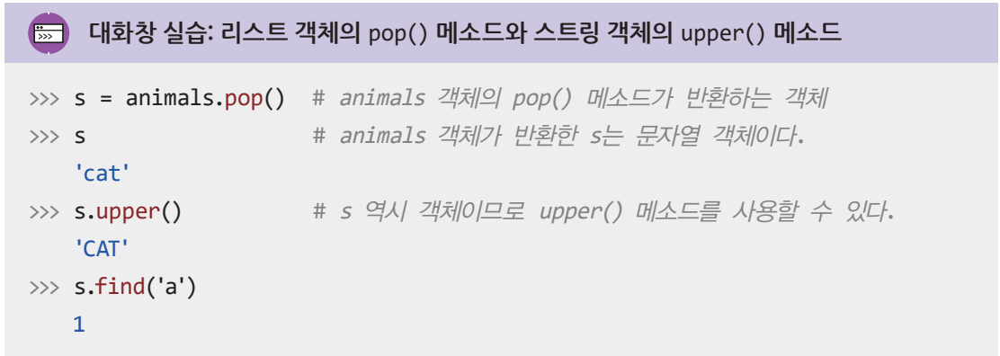 >>> 대화창 실습: 리스트 객체의 pop() 메소드와 스트링 객체의 upper() 메소드
>>> s = animals.pop()  # animals 객체의 pop() 메소드가 반환하는 객체
>>> s                  # animals 객체가 반환한 s는 문자열 객체이다.
'cat'
>>> s.upper()          # s 역시 객체이므로 upper() 메소드를 사용할 수 있다.
'CAT'
>>> s.find('a')
1